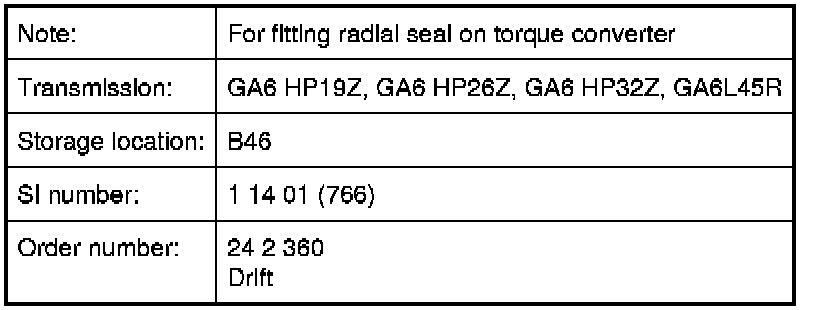 Note: For fitting radial seal on torque converter
Transmission: GA6 HP19Z, GA6 HP26Z, GA6 HP32Z, GA6L45R
Storage location: B46
SI number: 1 14 01 (766)
Order number: 24 2 360
Drift